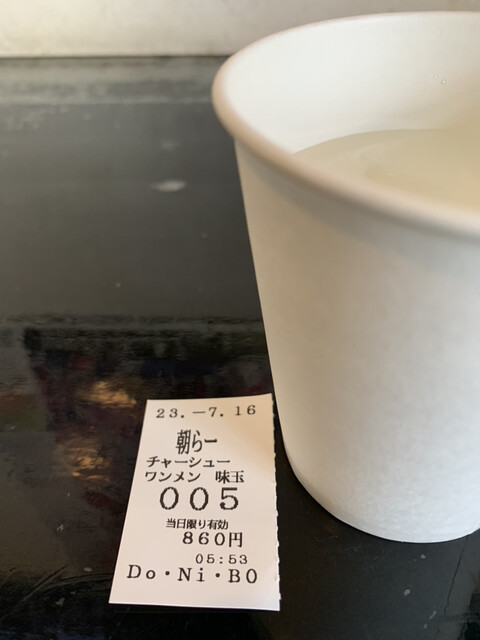 23.-7.16
朝らー
チャーシュー
ワンメン 味玉
005
当日限り有効
860円
05:53
Do・Ni・BO